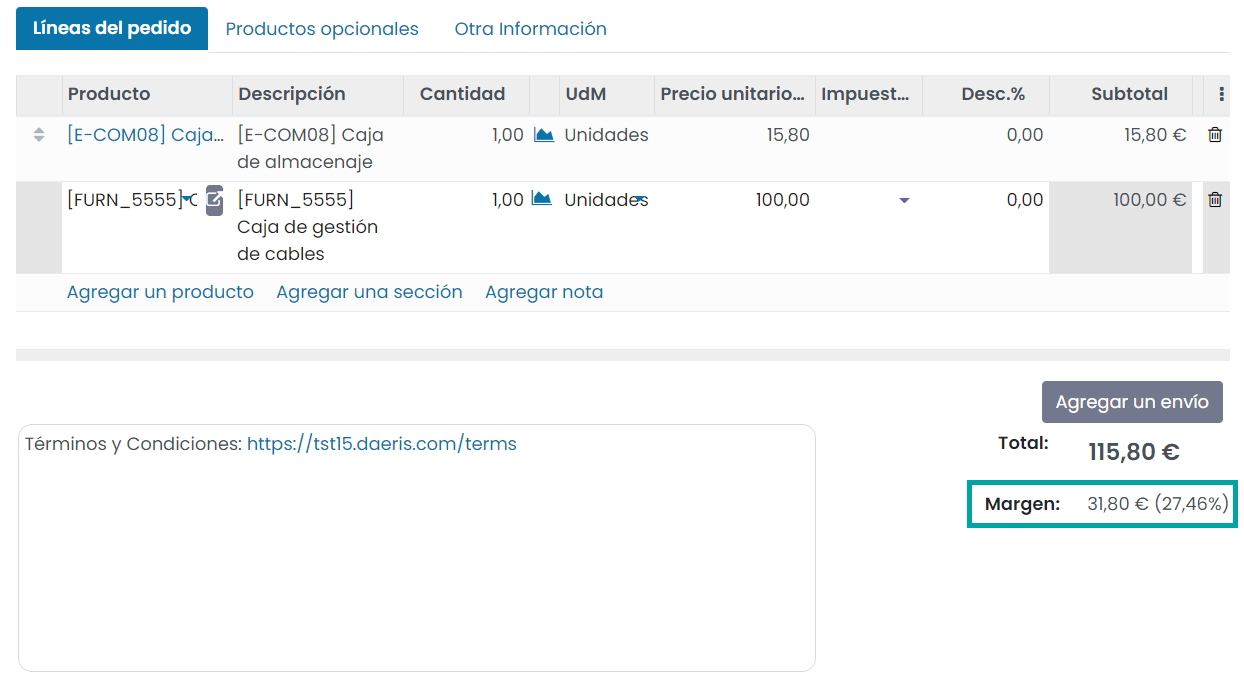 Líneas del pedido Productos opcionales Otra Información
Producto Descripción Cantidad UdM Precio unitario... Impuest... Desc.% Subtotal
[E-COM08] Caja... [E-COM08] Caja 1,00 Unidades 15,80 0,00 15,80 €
de almacenaje
[FURN_5555] [FURN_5555] 1,00 Unidades 100,00 0,00 100,00 €
Caja de gestión
de cables
Agregar un producto Agregar una sección Agregar nota
Agregar un envío
Términos y Condiciones: https://tst15.daeris.com/terms
Total: 115,80 €
Margen: 31,80 € (27,46%)